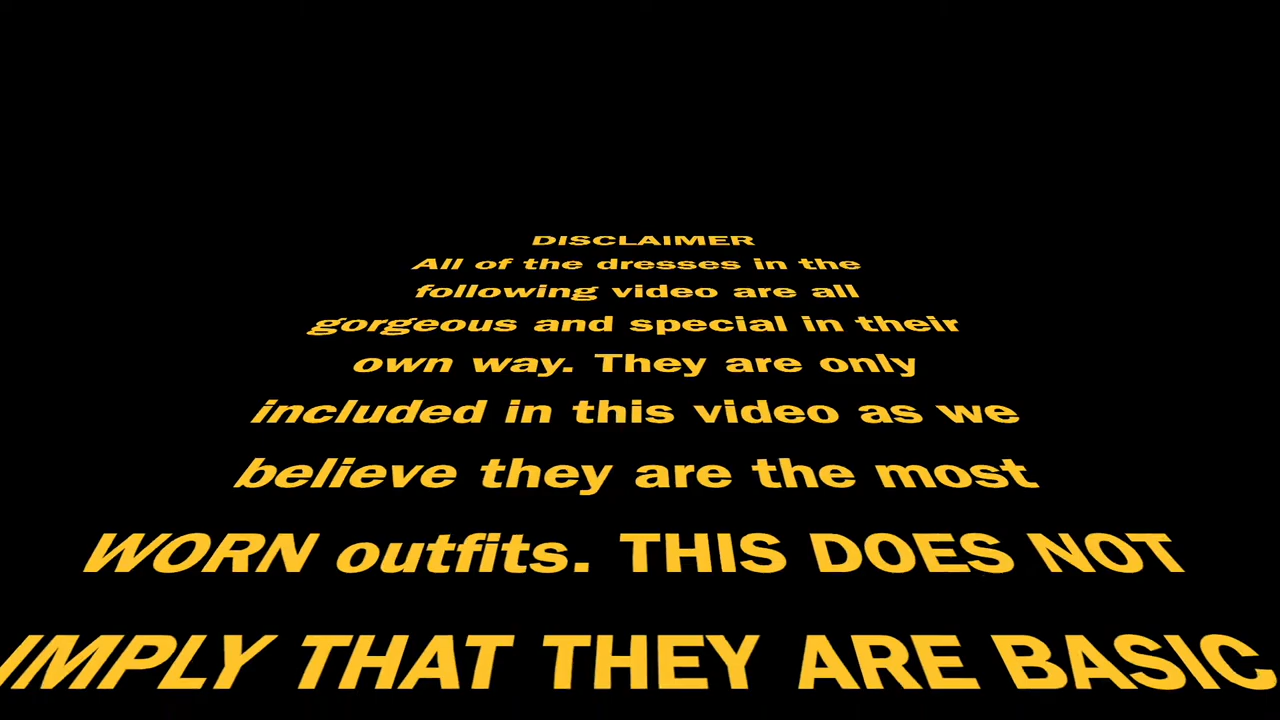 DISCLAIMER
All of the dresses in the
following video are all
gorgeous and special in their
own way. They are only
included in this video as we
believe they are the most
WORN outfits. THIS DOES NOT
IMPLY THAT THEY ARE BASIC